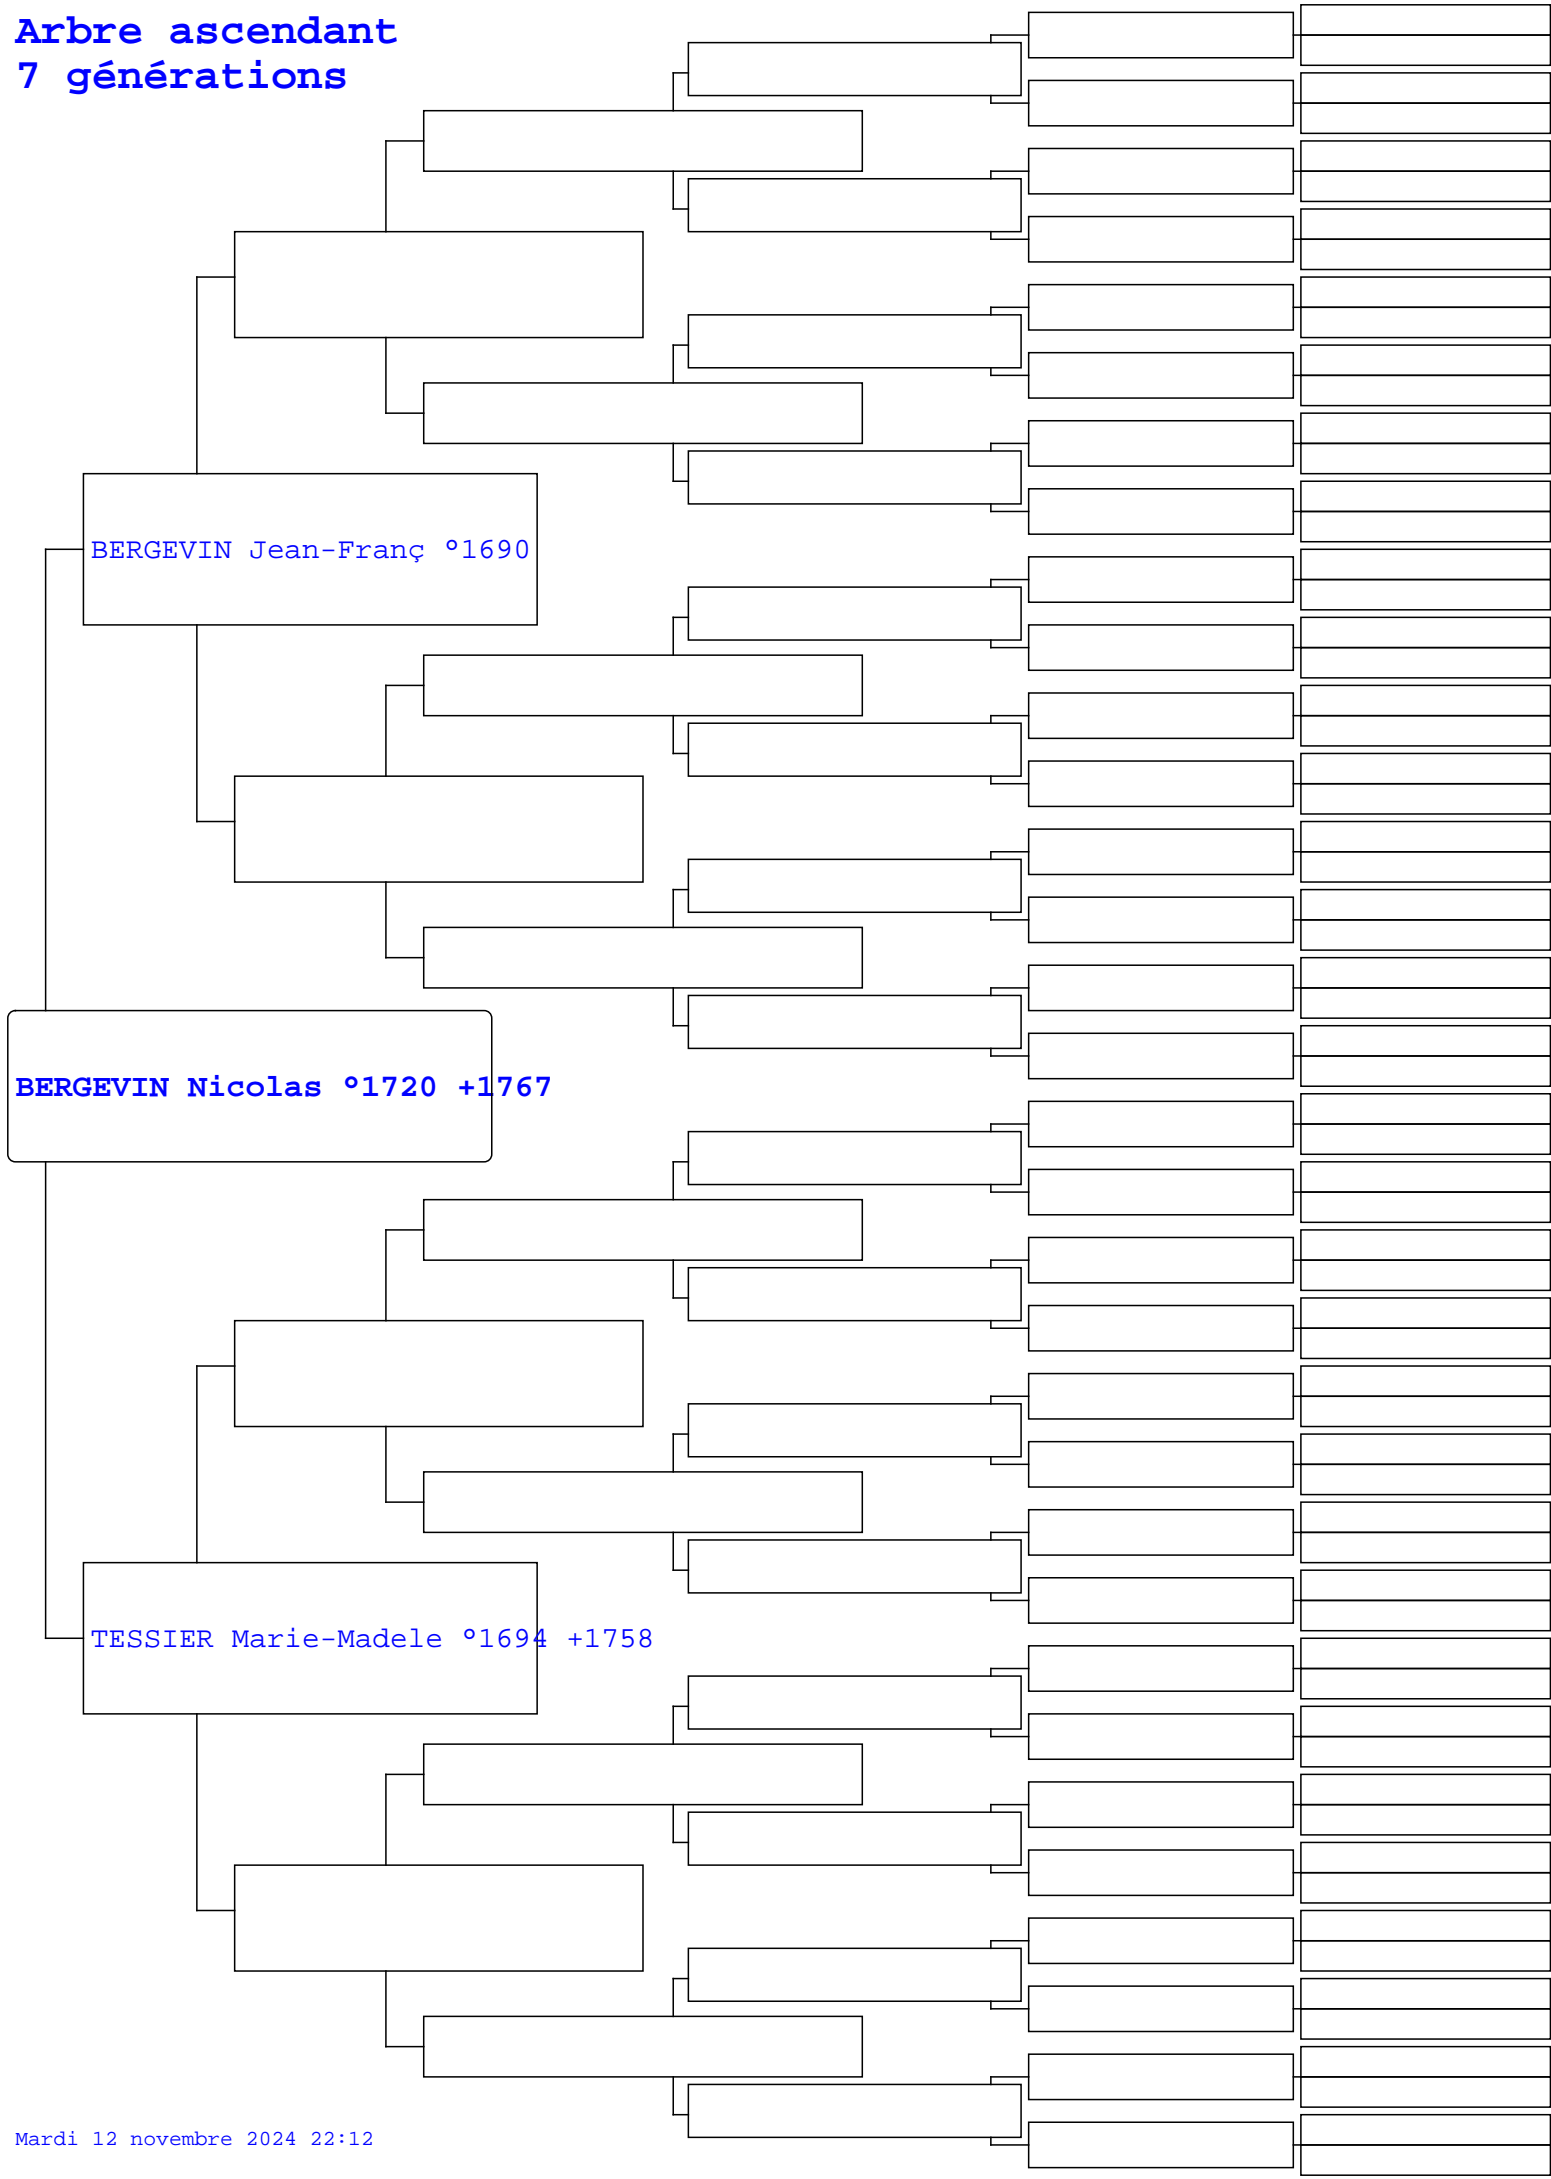 Arbre ascendant
7 générations
BERGEVIN Jean-Franç °1690
BERGEVIN Nicolas °1720 +1767
TESSIER Marie-Madele °1694 +1758
Mardi 12 novembre 2024 22:12